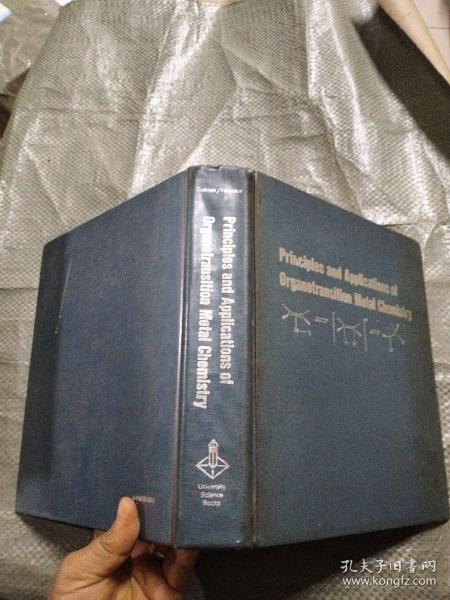 Collman/Hegedus
Principles and Applications of
Organotransition Metal Chemistry
University
Science
Books
Principles and Applications of
Organotransition Metal Chemistry
孔夫子旧书网
www.kongfz.com